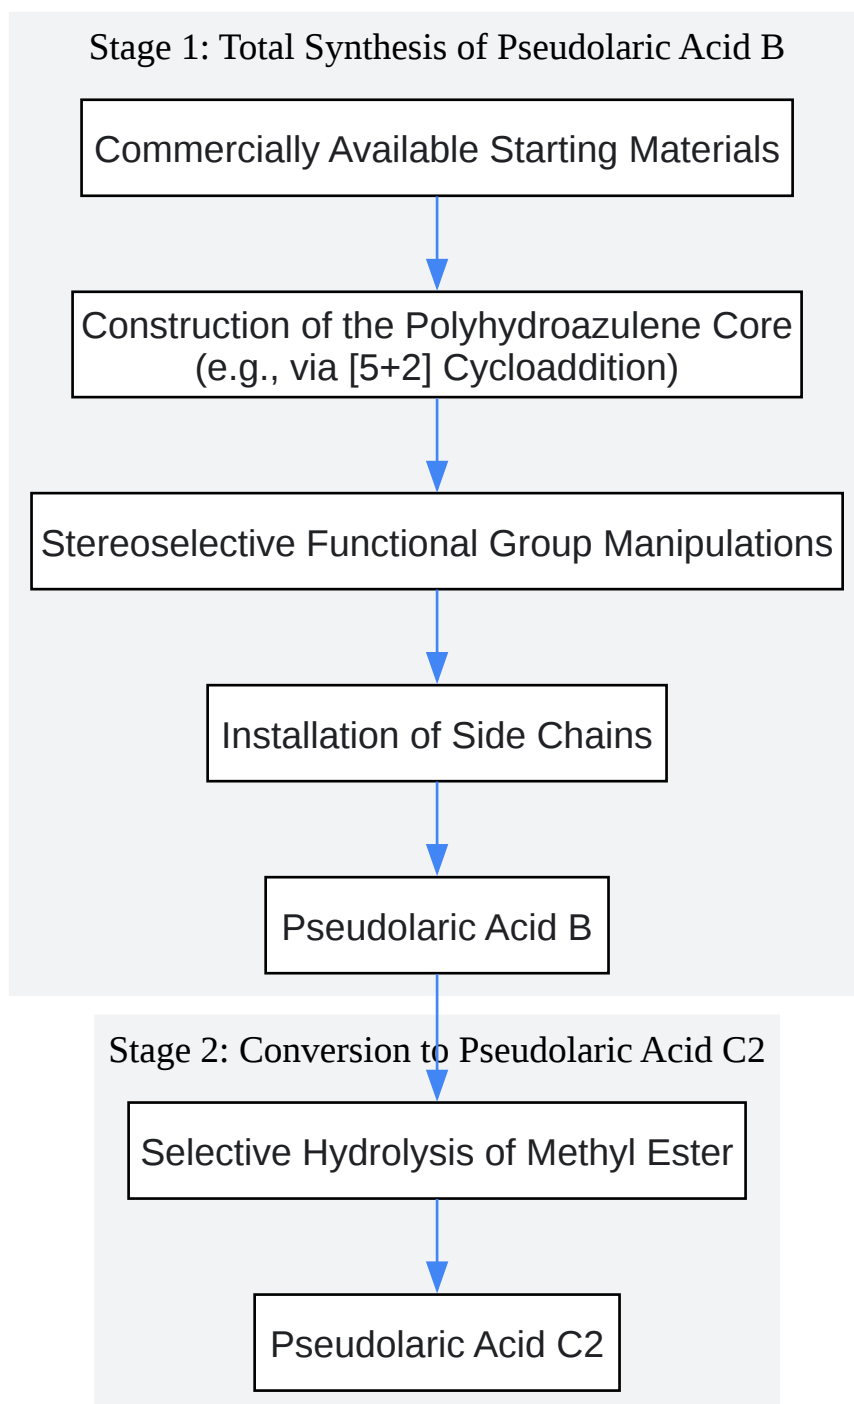 Stage 1: Total Synthesis of Pseudolaric Acid B
Commercially Available Starting Materials
Construction of the Polyhydroazulene Core
(e.g., via [5+2] Cycloaddition)
Stereoselective Functional Group Manipulations
Installation of Side Chains
Pseudolaric Acid B
Stage 2: Conversion to Pseudolaric Acid C2
Selective Hydrolysis of Methyl Ester
Pseudolaric Acid C2